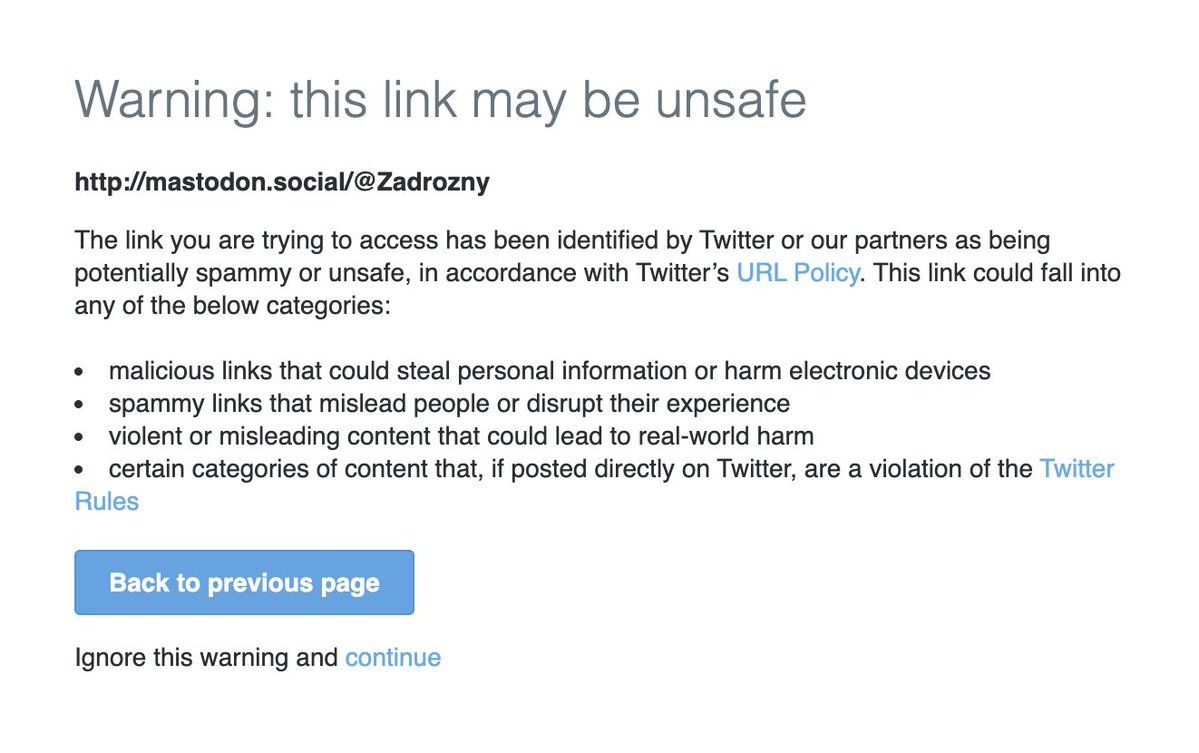 Warning: this link may be unsafe
http://mastodon.social/@Zadrozny
The link you are trying to access has been identified by Twitter or our partners as being
potentially spammy or unsafe, in accordance with Twitter’s URL Policy. This link could fall into
any of the below categories:
• malicious links that could steal personal information or harm electronic devices
• spammy links that mislead people or disrupt their experience
• violent or misleading content that could lead to real-world harm
• certain categories of content that, if posted directly on Twitter, are a violation of the Twitter
Rules
Back to previous page
Ignore this warning and continue